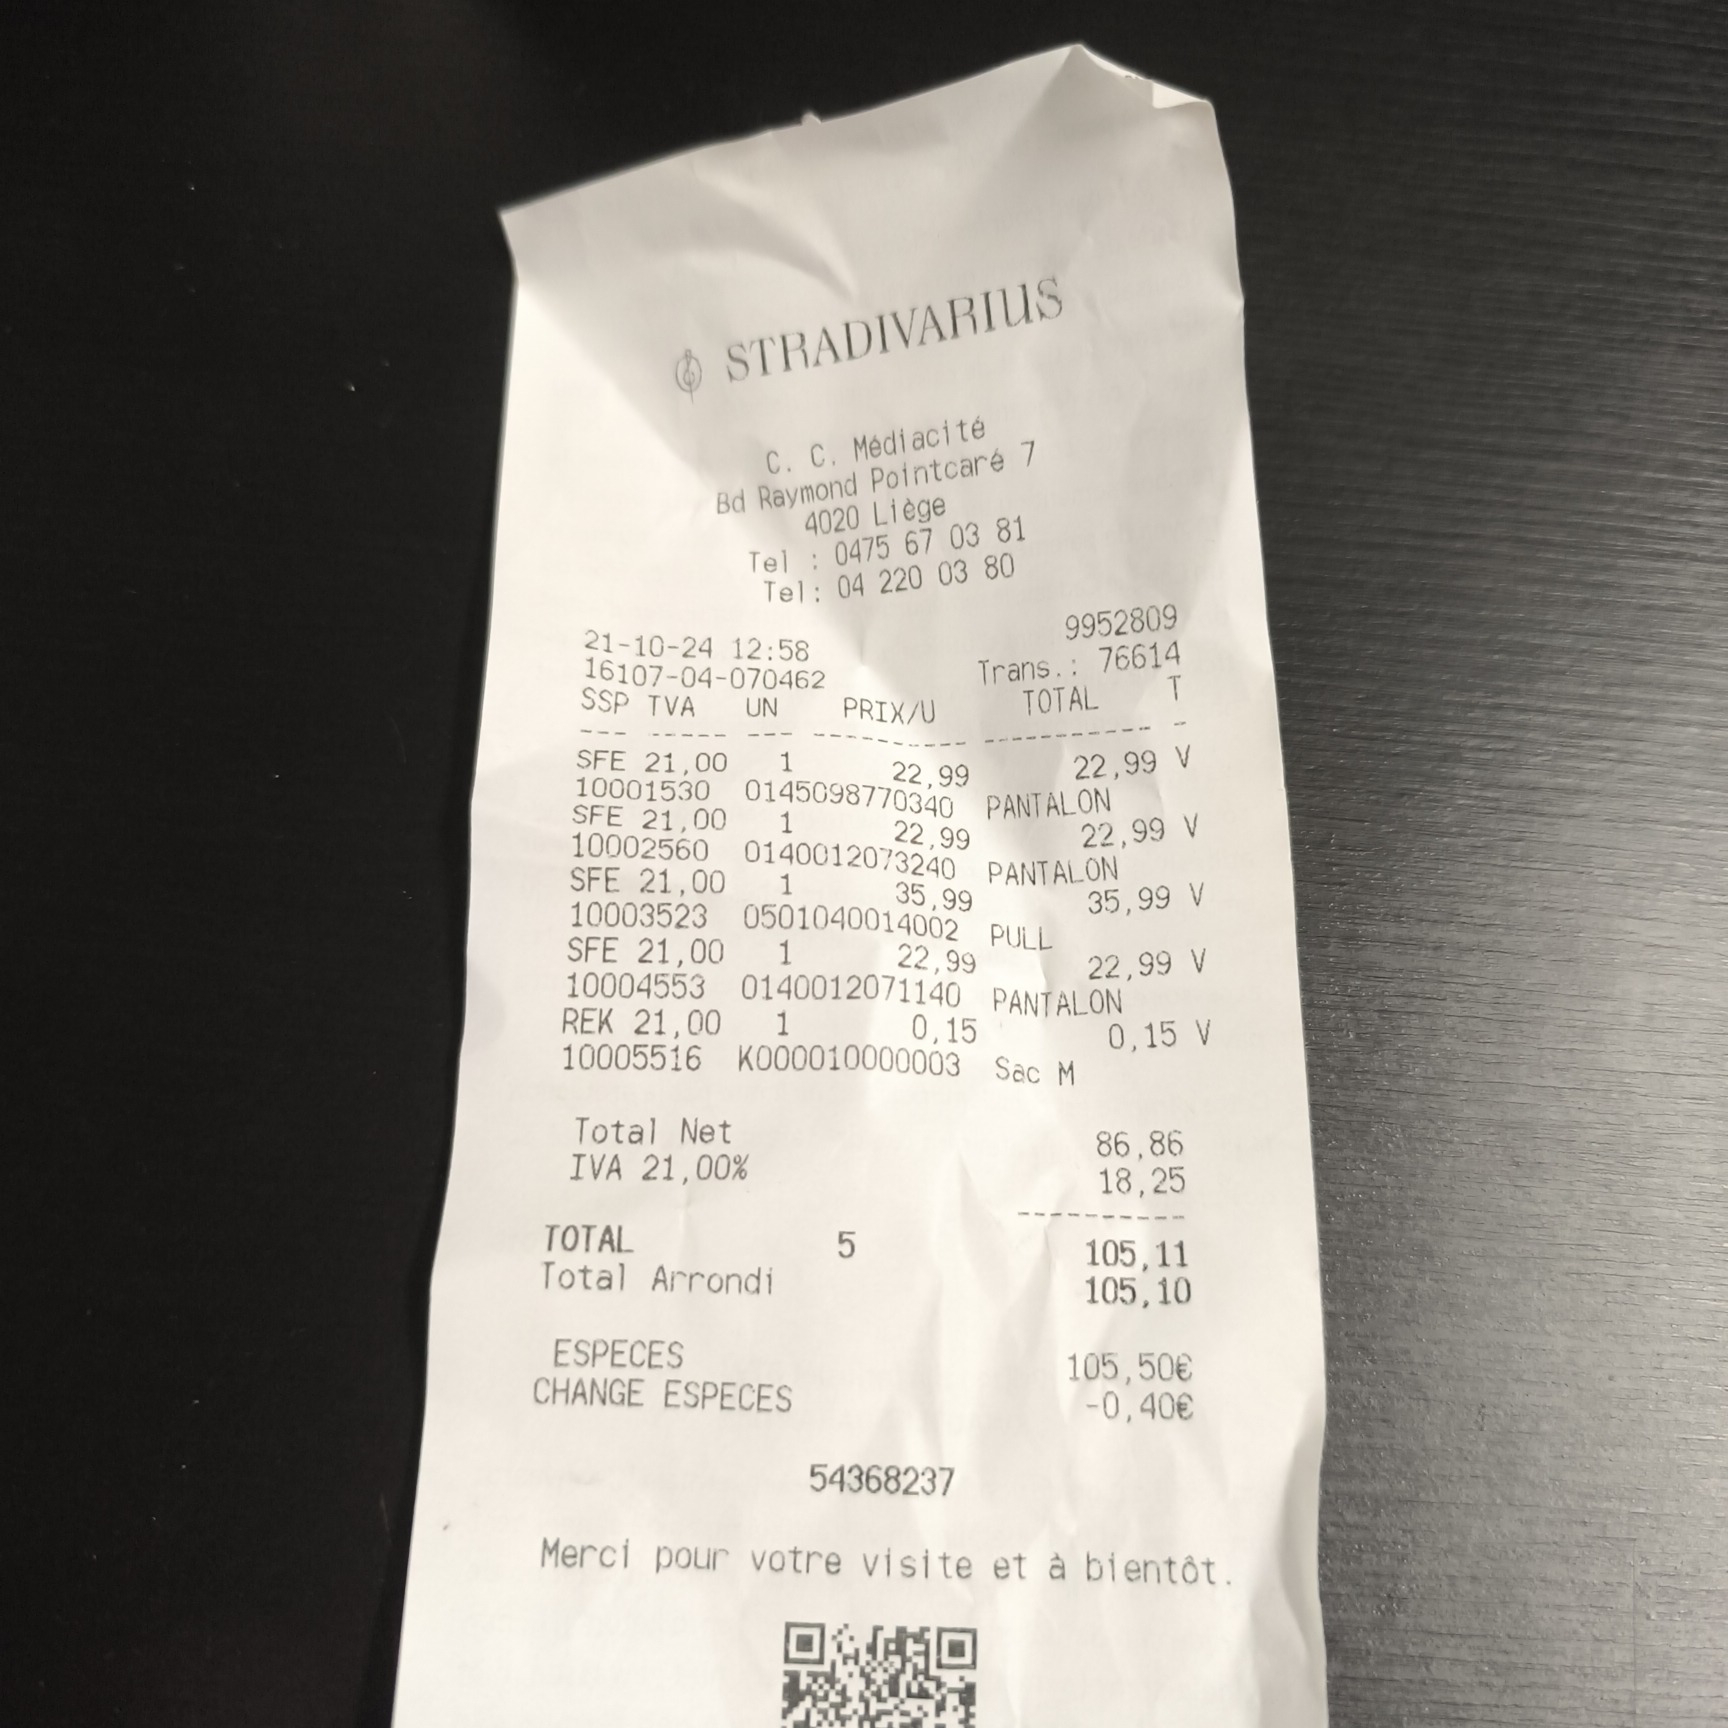 STRADIVARIUS
C. C. Médiacité
Bd Raymond Pointcaré 7
4020 Liège
Tel : 0475 67 03 81
Tel: 04 220 03 80
9952809
21-10-24 12:58 Trans.: 76614
16107-04-070462
SSP TVA UN PRIX/U TOTAL T
--- ----- --- ---------- ----------- -
SFE 21,00 1 22,99 22,99 V
10001530 0145098770340 PANTALON
SFE 21,00 1 22,99 22,99 V
10002560 0140012073240 PANTALON
SFE 21,00 1 35,99 35,99 V
10003523 0501040014002 PULL
SFE 21,00 1 22,99 22,99 V
10004553 0140012071140 PANTALON
REK 21,00 1 0,15 0,15 V
10005516 K000010000003 Sac M
Total Net 86,86
IVA 21,00% 18,25
----------
TOTAL 5 105,11
Total Arrondi 105,10
ESPECES 105,50€
CHANGE ESPECES -0,40€
54368237
Merci pour votre visite et à bientôt.